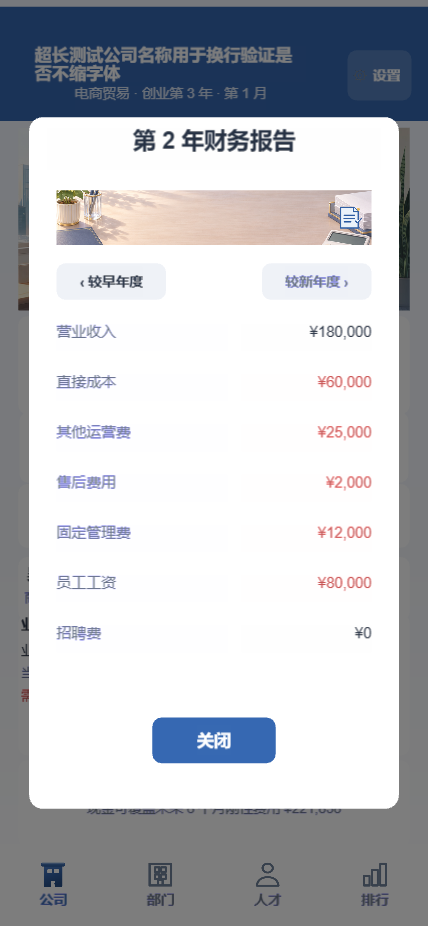 超长测试公司名称用于换行验证是
否不缩字体
电商贸易 · 创业第 3 年 · 第 1 月
设置
第 2 年财务报告
‹ 较早年度
较新年度 ›
营业收入 ¥180,000
直接成本 ¥60,000
其他运营费 ¥25,000
售后费用 ¥2,000
固定管理费 ¥12,000
员工工资 ¥80,000
招聘费 ¥0
关闭
公司
部门
人才
排行